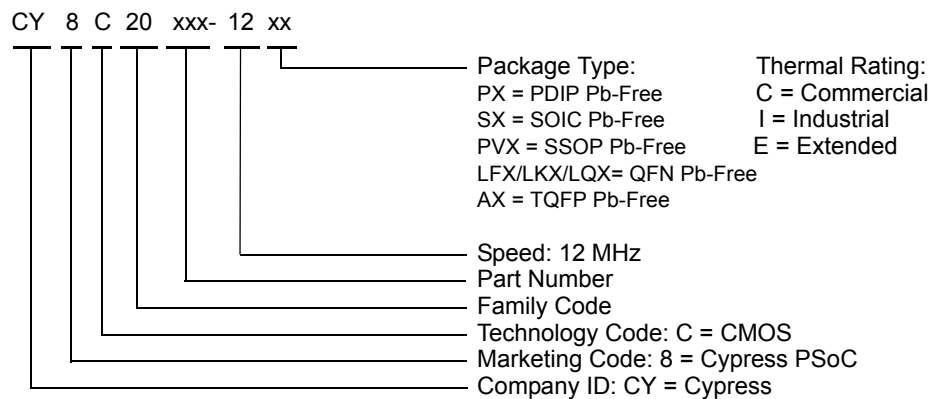 CY 8 C 20 xxx- 12 xx
Package Type: Thermal Rating:
PX = PDIP Pb-Free C = Commercial
SX = SOIC Pb-Free I = Industrial
PVX = SSOP Pb-Free E = Extended
LFX/LKX/LQX= QFN Pb-Free
AX = TQFP Pb-Free
Speed: 12 MHz
Part Number
Family Code
Technology Code: C = CMOS
Marketing Code: 8 = Cypress PSoC
Company ID: CY = Cypress